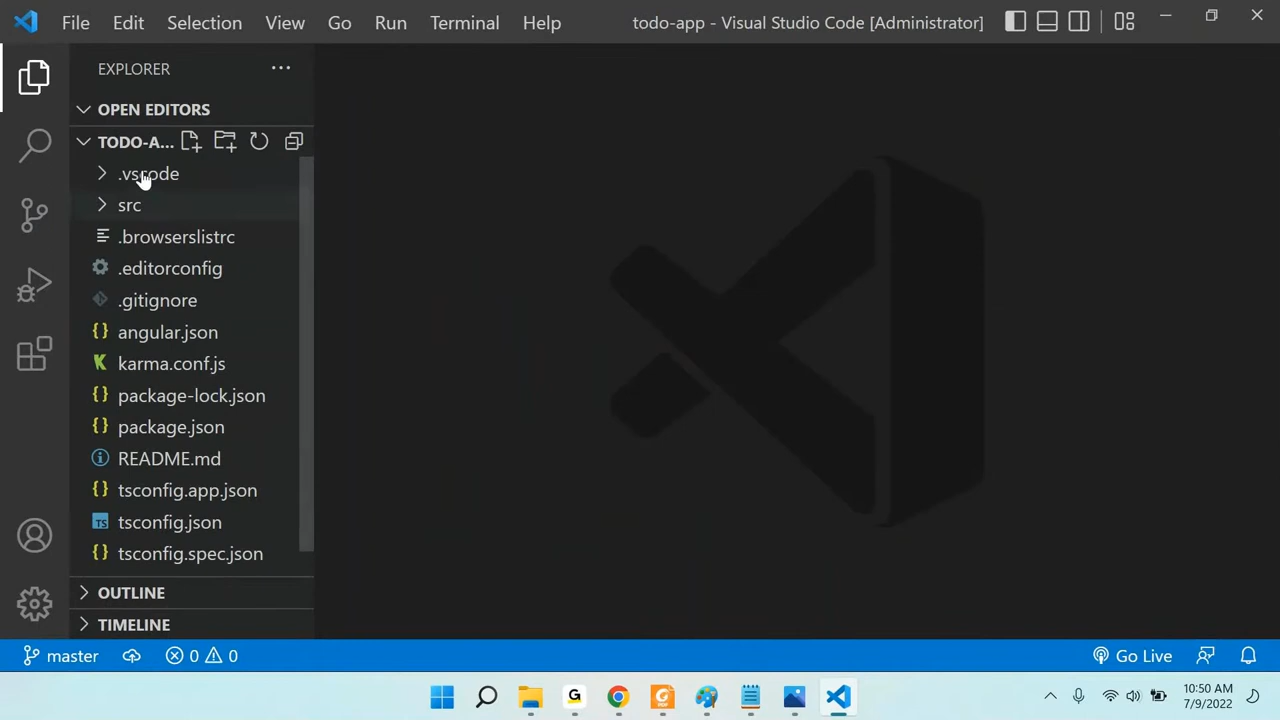 File Edit Selection View Go Run Terminal Help todo-app - Visual Studio Code [Administrator]
EXPLORER
OPEN EDITORS
TODO-A...
.vscode
src
.browserslistrc
.editorconfig
.gitignore
angular.json
karma.conf.js
package-lock.json
package.json
README.md
tsconfig.app.json
TS tsconfig.json
tsconfig.spec.json
OUTLINE
TIMELINE
master 0 0 Go Live
10:50 AM
7/9/2022